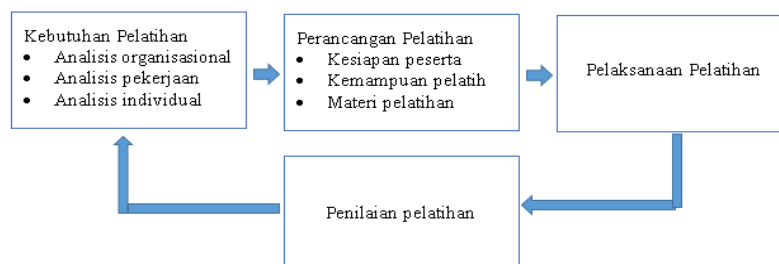 Kebutuhan Pelatihan
• Analisis organisasional
• Analisis pekerjaan
• Analisis individual
Perancangan Pelatihan
• Kesiapan peserta
• Kemampuan pelatih
• Materi pelatihan
Pelaksanaan Pelatihan
Penilaian pelatihan